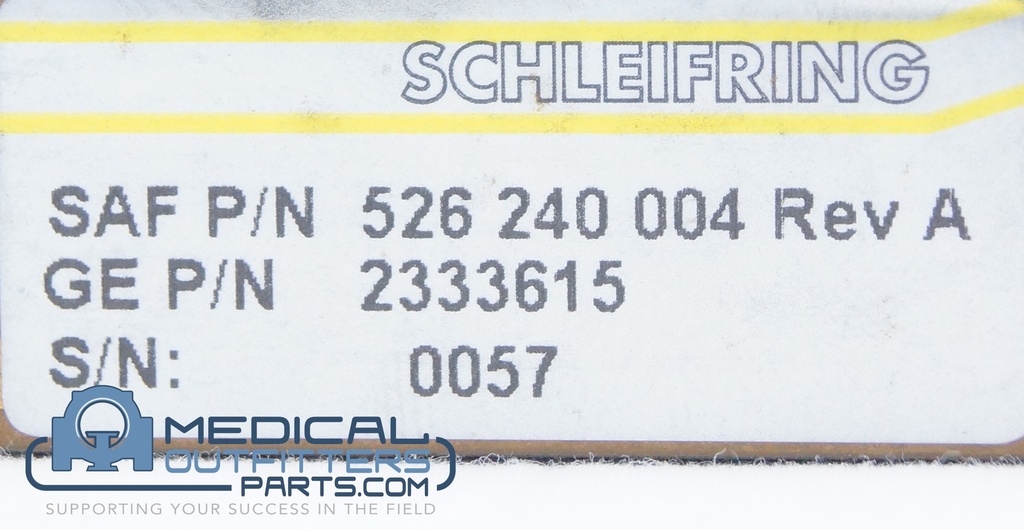 SCHLEIFRING
SAF P/N 526 240 004 Rev A
GE P/N 2333615
S/N: 0057
MEDICAL
OUTFITTERS
PARTS.COM
SUPPORTING YOUR SUCCESS IN THE FIELD